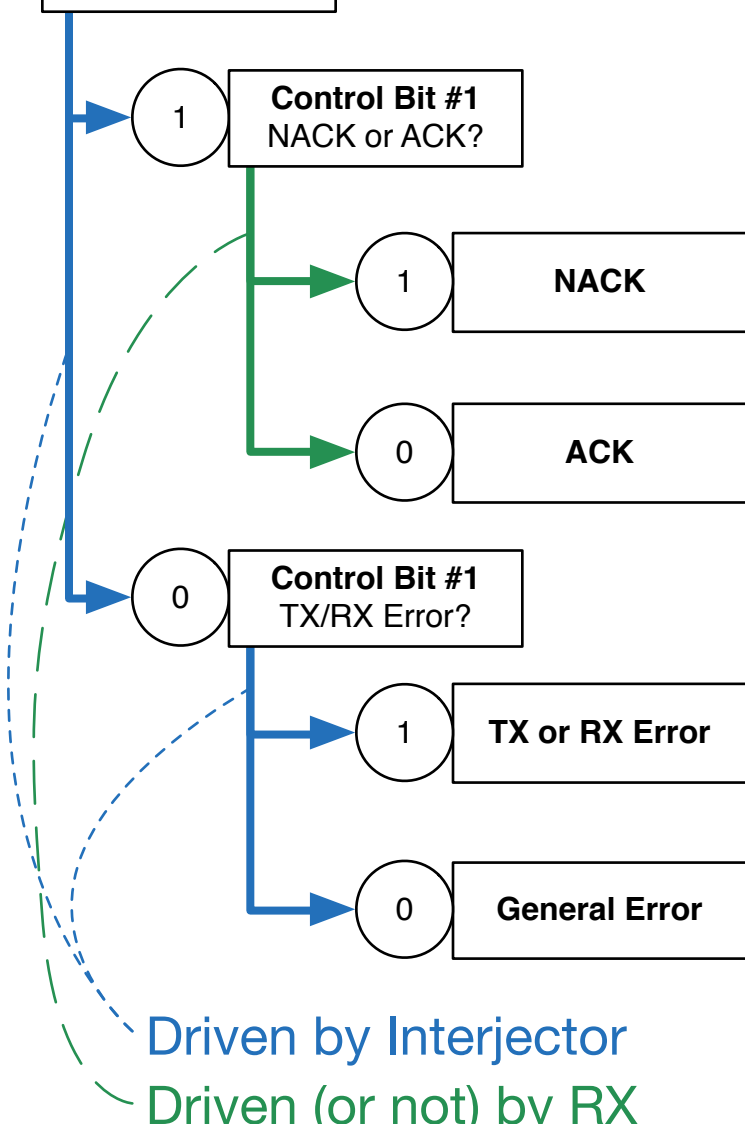 1
Control Bit #1
NACK or ACK?
1
NACK
0
ACK
0
Control Bit #1
TX/RX Error?
1
TX or RX Error
0
General Error
Driven by Interjector
Driven (or not) by RX